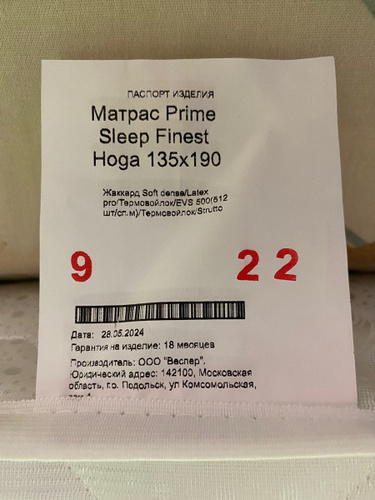 ПАСПОРТ ИЗДЕЛИЯ
Матрас Prime
Sleep Finest
Hoga 135x190
Жаккард Soft dense/Latex
pro/Термовойлок/EVS 500(512
шт/сп.м)/Термовойлок/Strutto
9 22
Дата: 28.05.2024
Гарантия на изделие: 18 месяцев
Производитель: ООО "Веспер".
Юридический адрес: 142100, Московская
область, г.о. Подольск, ул Комсомольская,